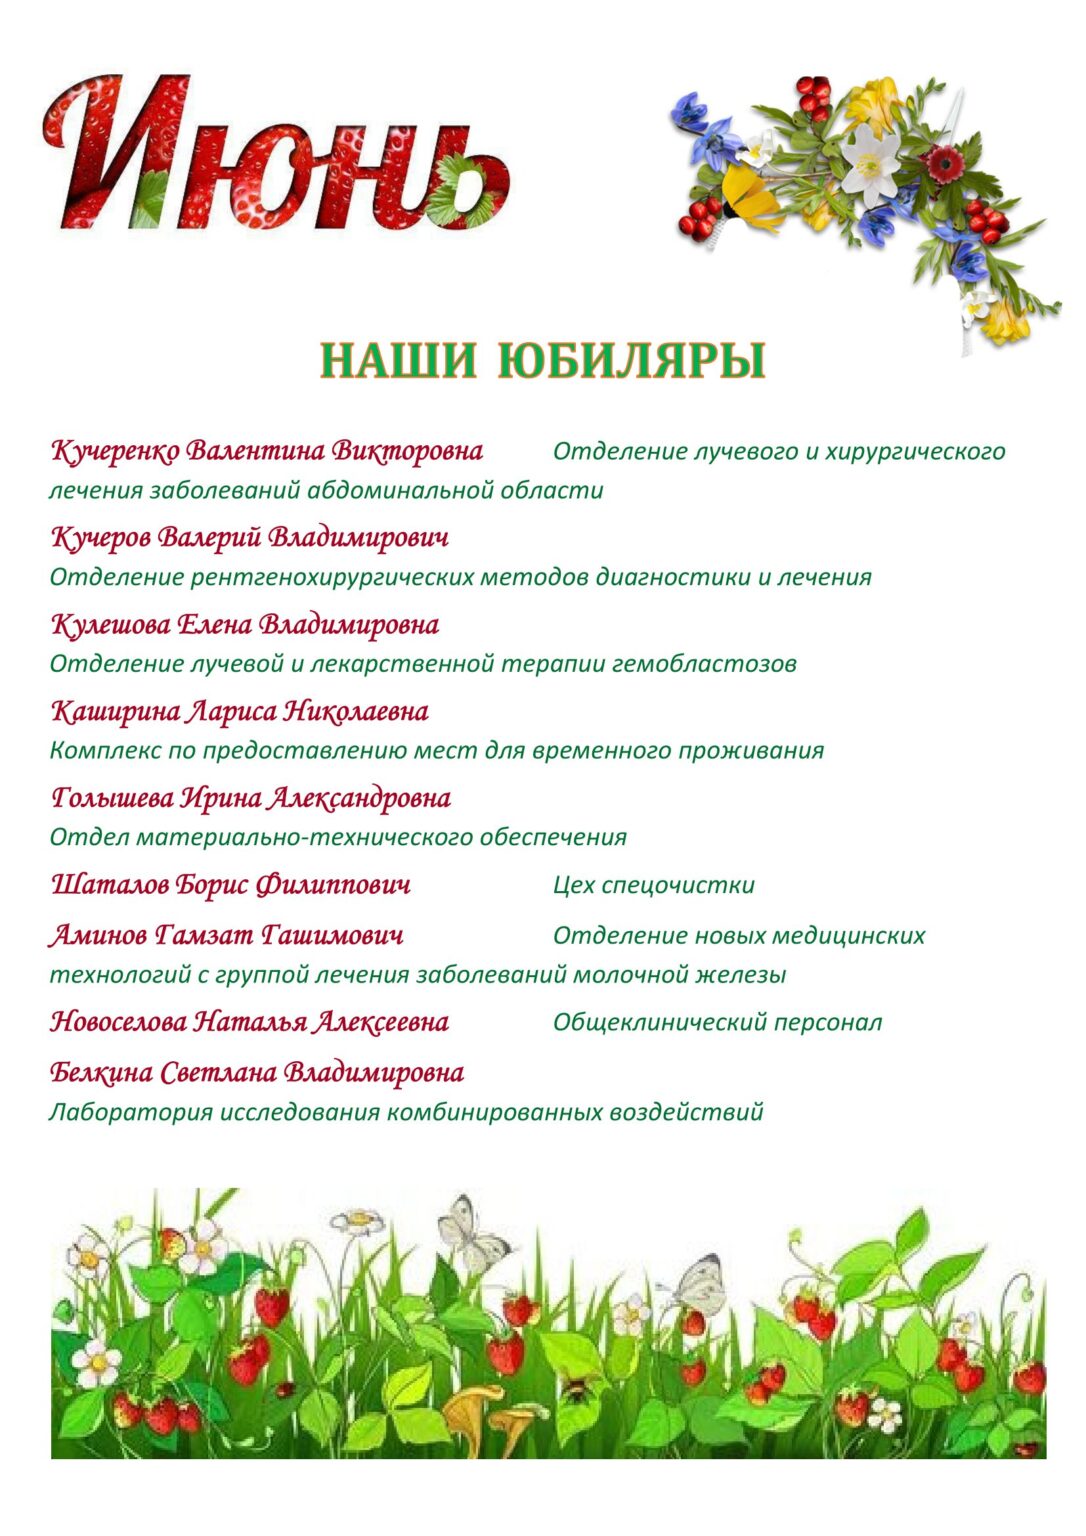 Июнь
НАШИ ЮБИЛЯРЫ
Кучеренко Валентина Викторовна Отделение лучевого и хирургического
лечения заболеваний абдоминальной области
Кучеров Валерий Владимирович
Отделение рентгенохирургических методов диагностики и лечения
Кулешова Елена Владимировна
Отделение лучевой и лекарственной терапии гемобластозов
Каширина Лариса Николаевна
Комплекс по предоставлению мест для временного проживания
Голышева Ирина Александровна
Отдел материально-технического обеспечения
Шаталов Борис Филиппович Цех спецочистки
Аминов Гамзат Гашимович Отделение новых медицинских
технологий с группой лечения заболеваний молочной железы
Новоселова Наталья Алексеевна Общеклинический персонал
Белкина Светлана Владимировна
Лаборатория исследования комбинированных воздействий